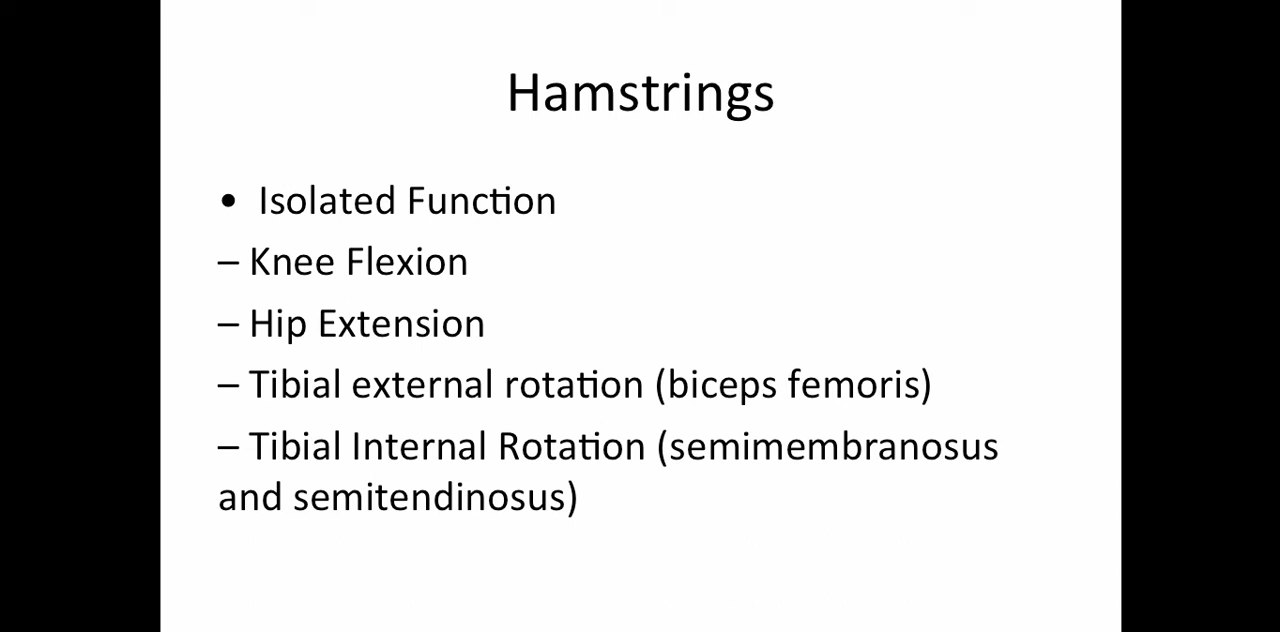 Hamstrings
• Isolated Function
– Knee Flexion
– Hip Extension
– Tibial external rotation (biceps femoris)
– Tibial Internal Rotation (semimembranosus
and semitendinosus)